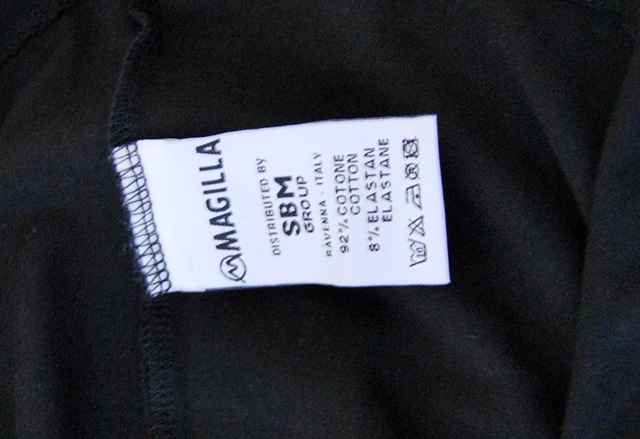 MAGILLA
DISTRIBUTED BY
SBM
GROUP
RAVENNA - ITALY
92% COTONE
COTTON
8% ELASTAN
ELASTANE